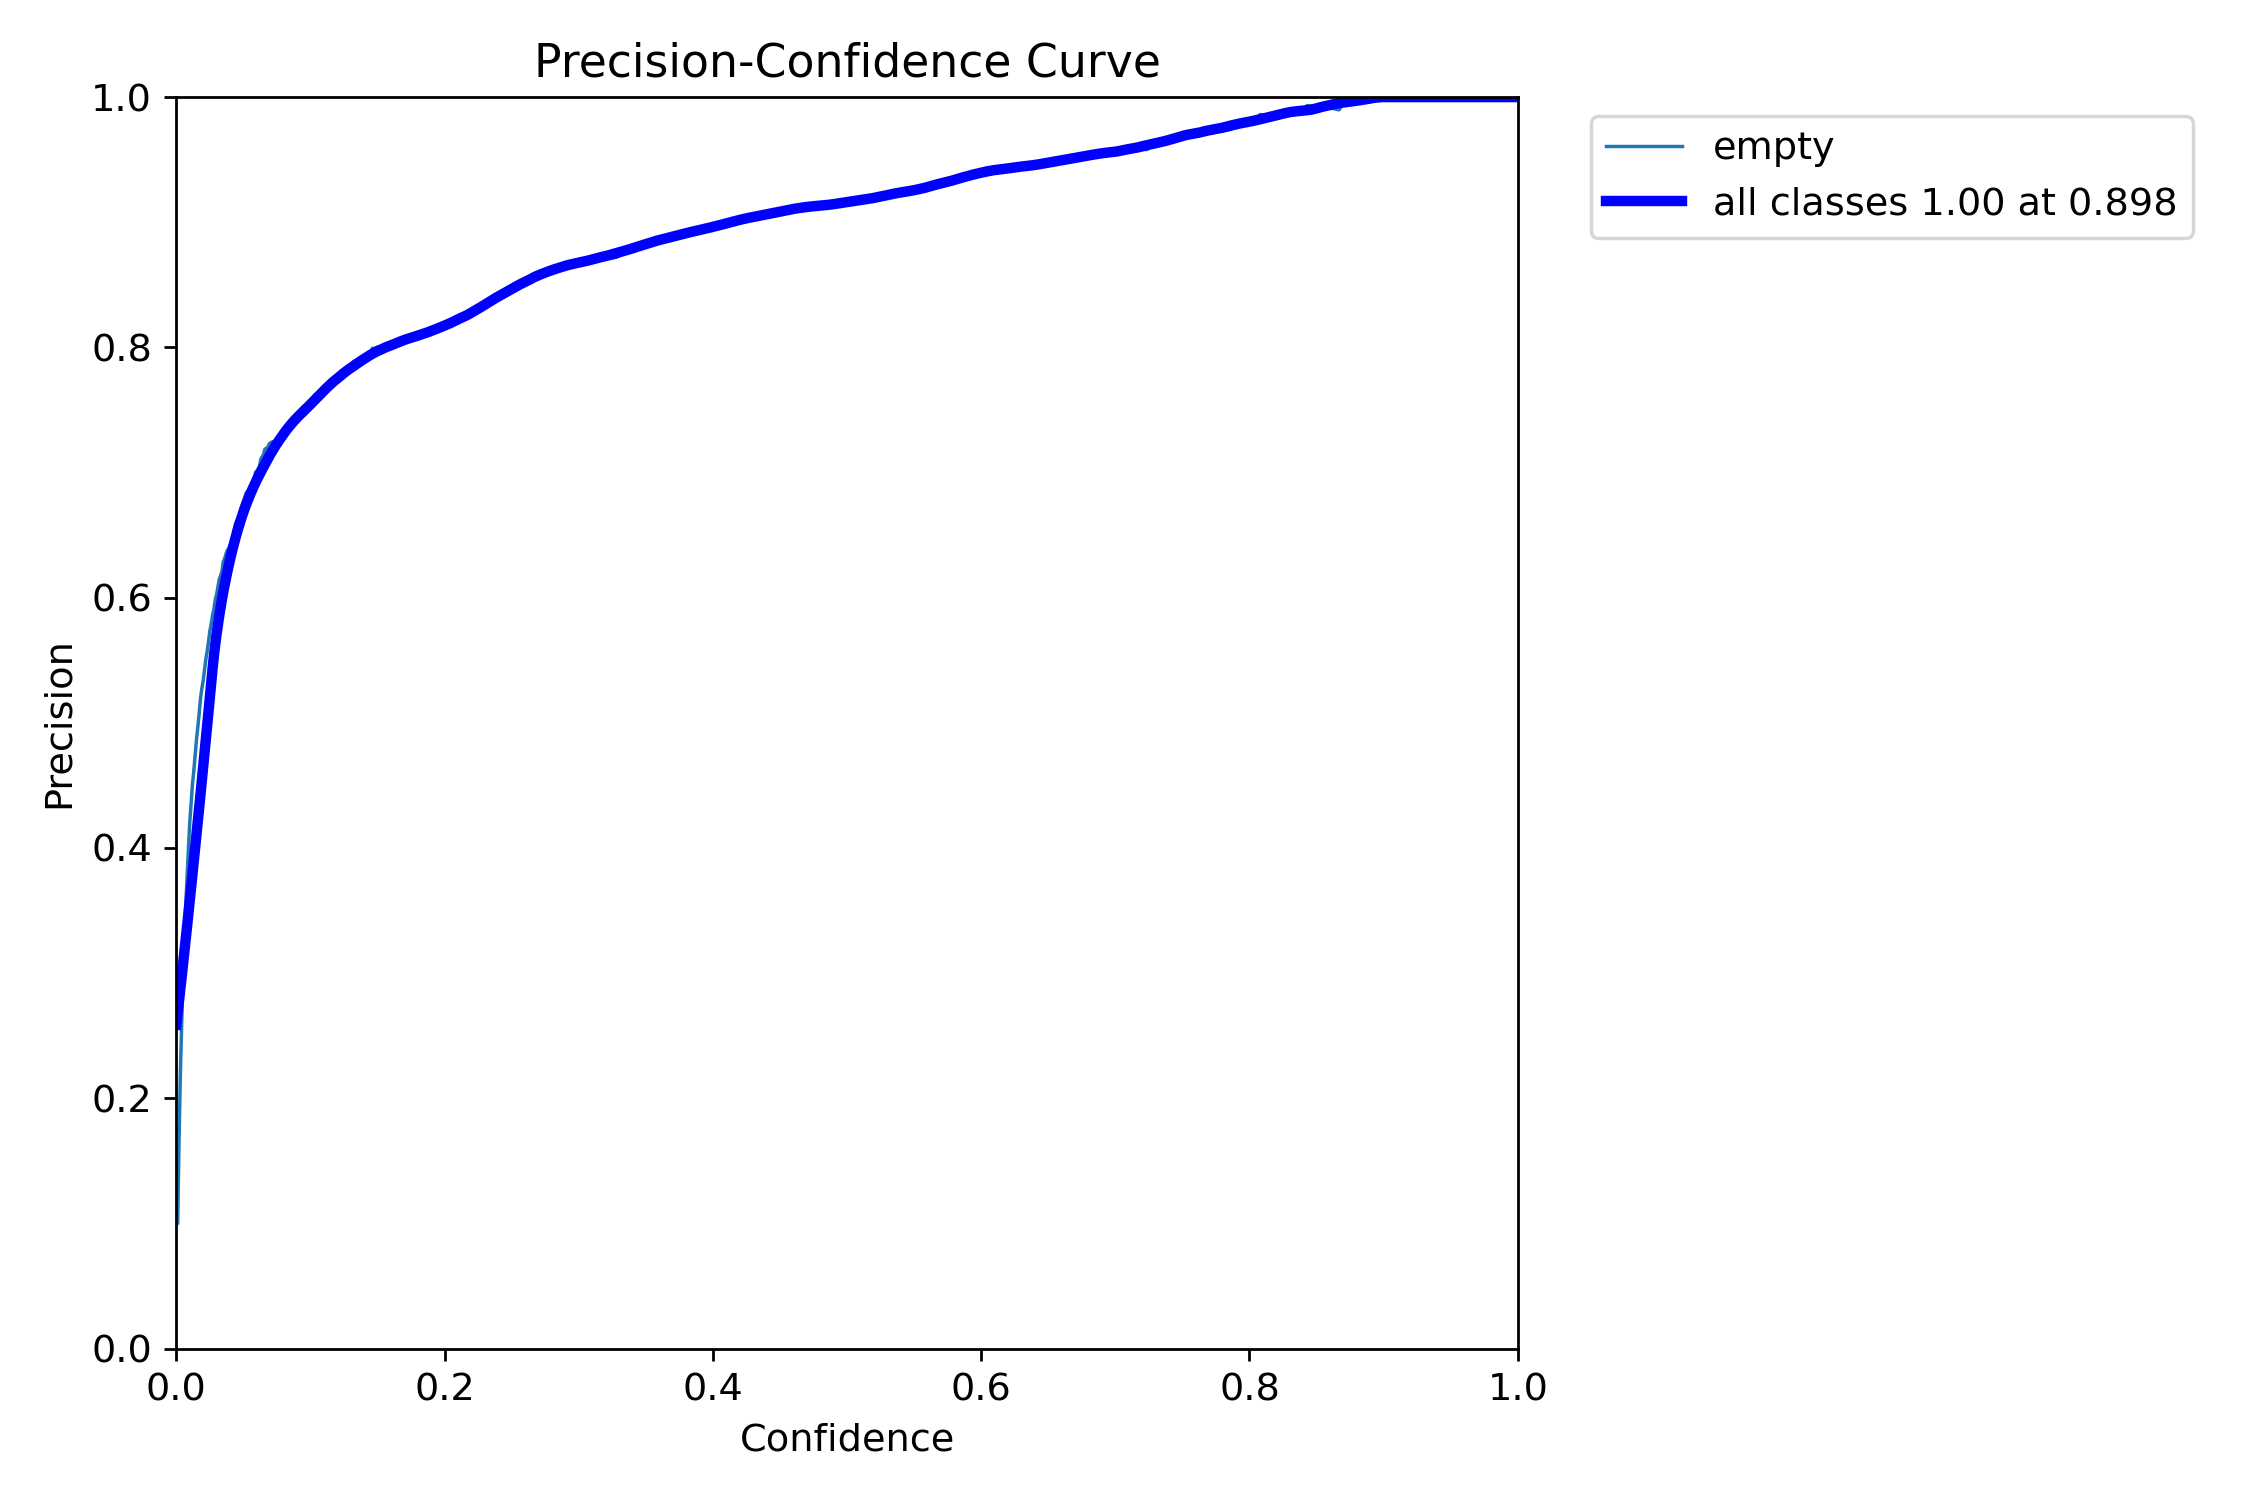 Precision-Confidence Curve
1.0
0.8
0.6
0.4
0.2
0.0
Precision
0.0 0.2 0.4 0.6 0.8 1.0
Confidence
empty
all classes 1.00 at 0.898